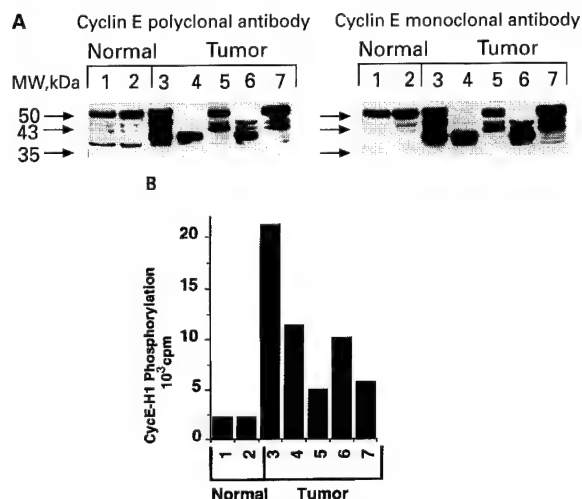 A Cyclin E polyclonal antibody Cyclin E monoclonal antibody
Normal Tumor Normal Tumor
MW,kDa 1 2 3 4 5 6 7 1 2 3 4 5 6 7
50
43
35
B
CycE-H1 Phosphorylation
10³cpm
20
15
10
5
0
1 2 3 4 5 6 7
Normal Tumor